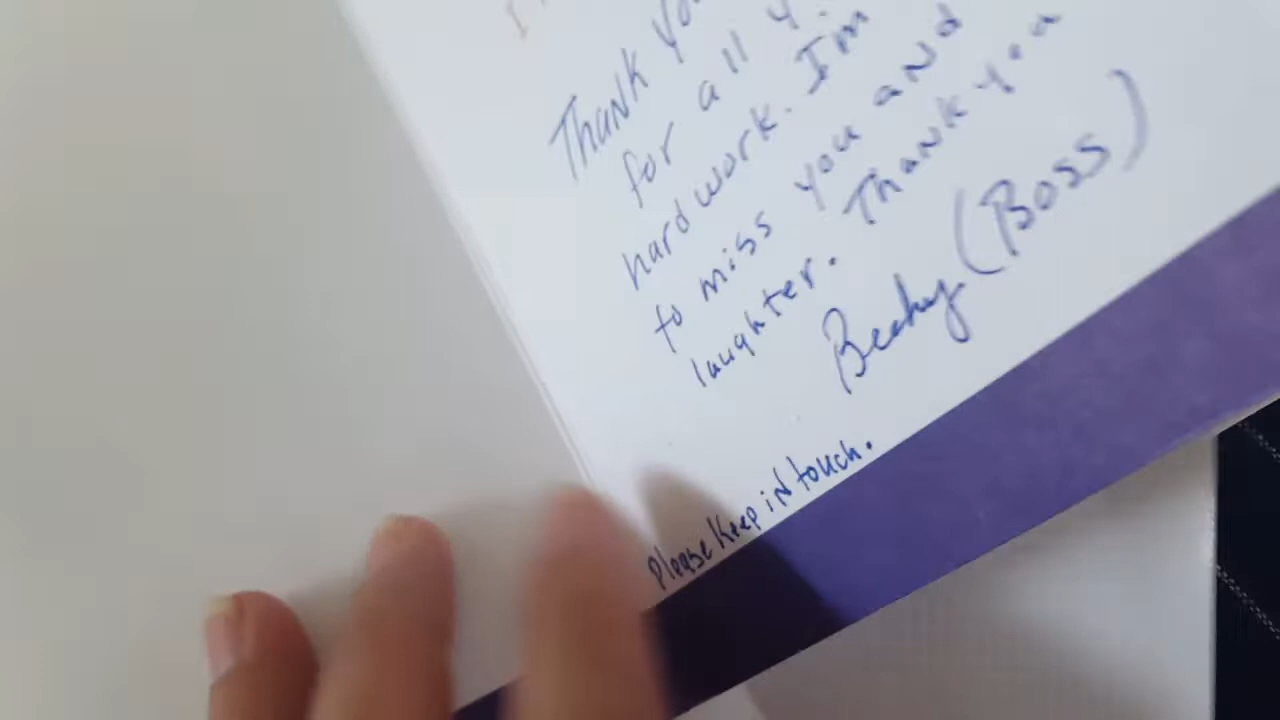 Thank you
for all y
hard work. I'm
to miss you and
laughter. Thank you
Becky (Boss)
Please Keep iN touch.